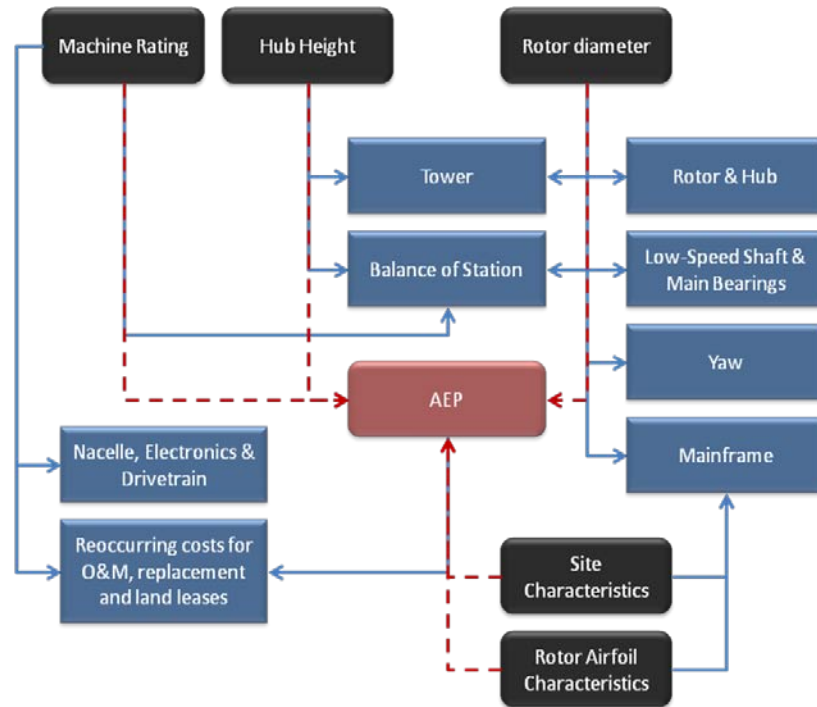 Machine Rating
Hub Height
Rotor diameter
Tower
Rotor & Hub
Balance of Station
Low-Speed Shaft &
Main Bearings
Yaw
AEP
Nacelle, Electronics &
Drivetrain
Mainframe
Reoccurring costs for
O&M, replacement
and land leases
Site
Characteristics
Rotor Airfoil
Characteristics